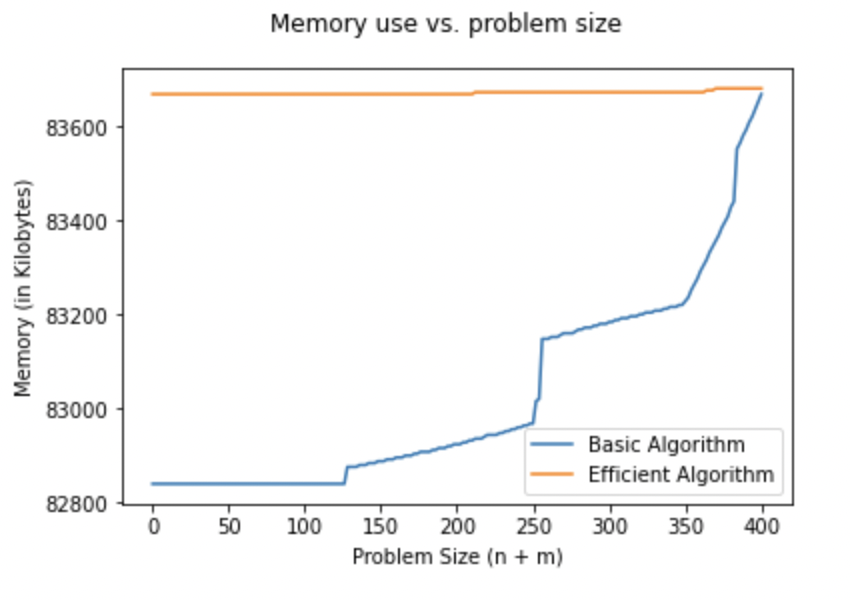 Memory use vs. problem size
Memory (in Kilobytes)
83600
83400
83200
83000
82800
Basic Algorithm
Efficient Algorithm
0 50 100 150 200 250 300 350 400
Problem Size (n + m)